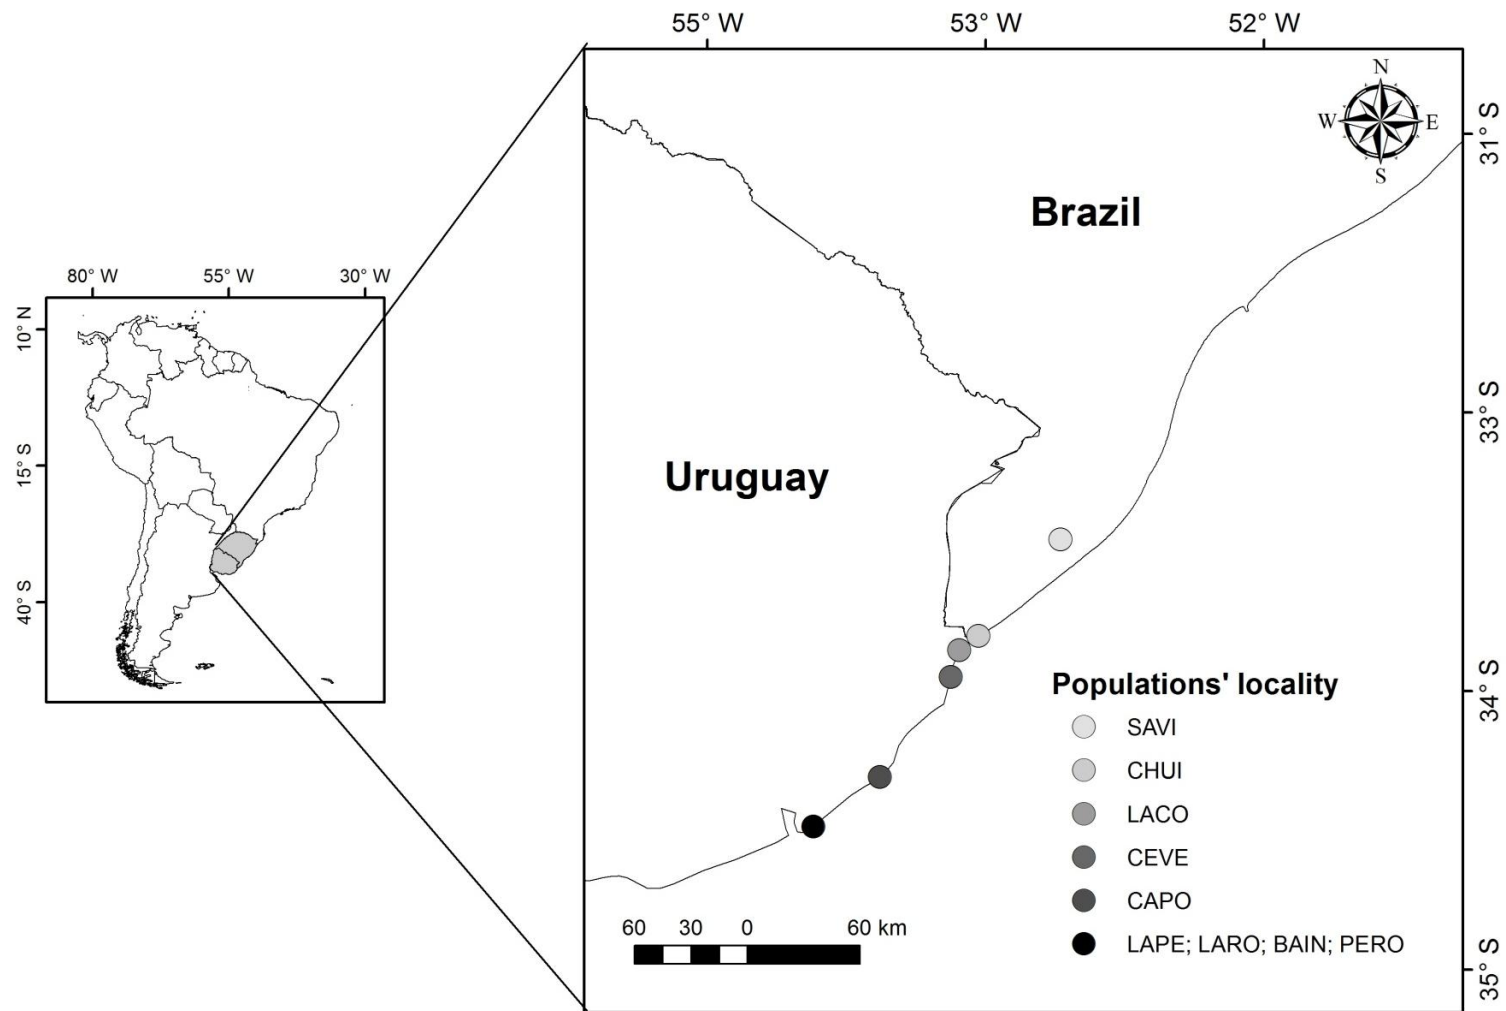 55° W 53° W 52° W
N
W E
S
31° S
Brazil
80° W 55° W 30° W
10° N
15° S
40° S
33° S
Uruguay
34° S
Populations' locality
SAVI
CHUI
LACO
CEVE
CAPO
LAPE; LARO; BAIN; PERO
60 30 0 60 km
35° S